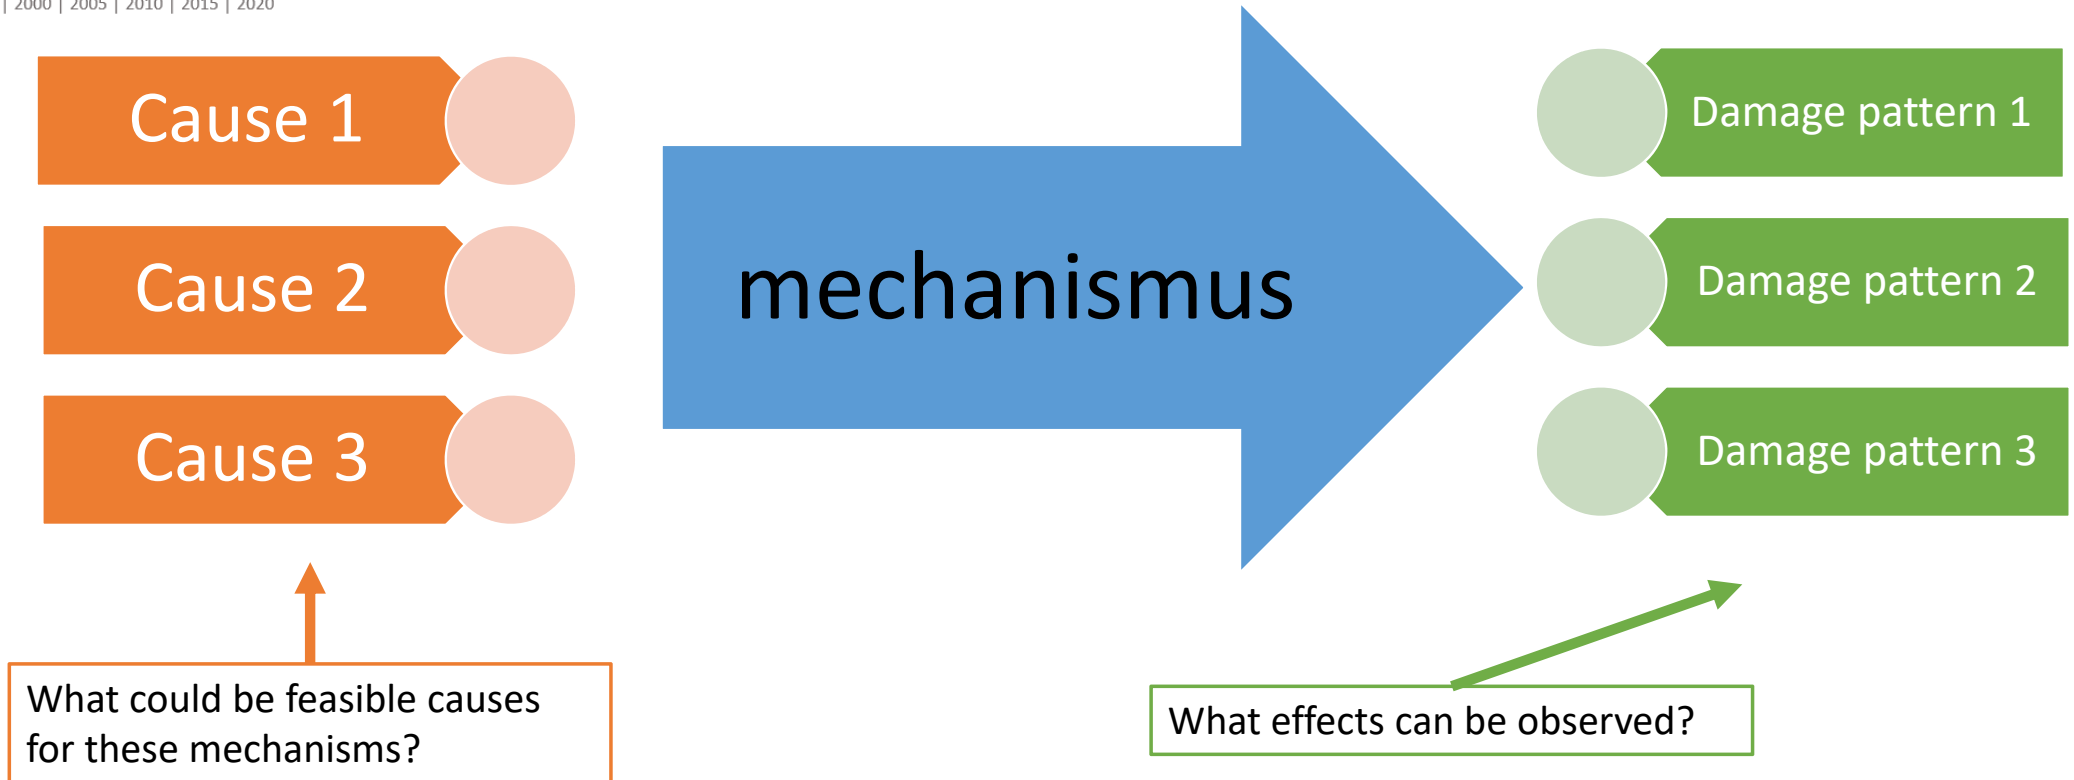 | 2000 | 2005 | 2010 | 2015 | 2020
Cause 1
Cause 2
Cause 3
mechanismus
Damage pattern 1
Damage pattern 2
Damage pattern 3
What could be feasible causes
for these mechanisms?
What effects can be observed?